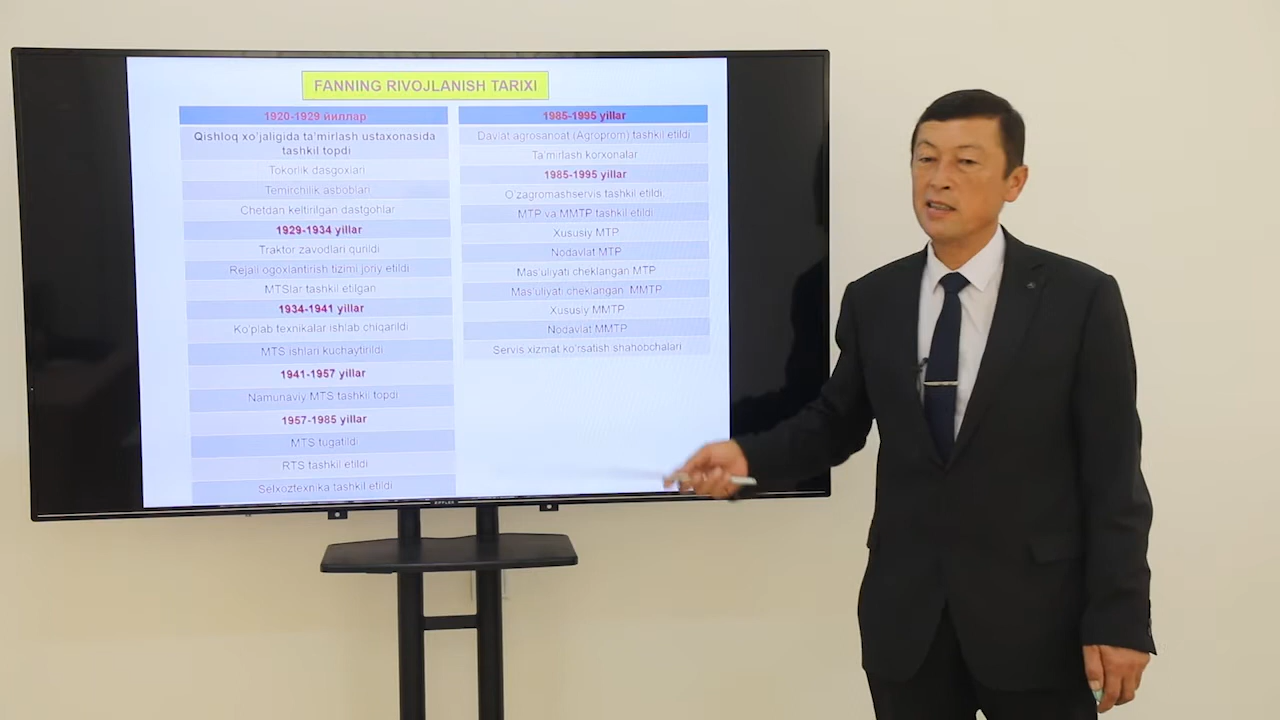 FANNING RIVOJLANISH TARIXI
1920-1929 йиллар
Qishloq xo'jaligida ta'mirlash ustaxonasida
tashkil topdi
Tokorlik dasgoxlari
Temirchilik asboblari
Chetdan keltirilgan dastgohlar
1929-1934 yillar
Traktor zavodlari qurildi
Rejali ogoxlantirish tizimi joriy etildi
MTSlar tashkil etilgan
1934-1941 yillar
Ko'plab texnikalar ishlab chiqarildi
MTS ishlari kuchaytirildi
1941-1957 yillar
Namunaviy MTS tashkil topdi
1957-1985 yillar
MTS tugatildi
RTS tashkil etildi
Selxoztexnika tashkil etildi
1985-1995 yillar
Davlat agrosanoat (Agroprom) tashkil etildi
Ta'mirlash korxonalar
1985-1995 yillar
O'zagromashservis tashkil etildi.
MTP va MMTP tashkil etildi
Xususiy MTP
Nodavlat MTP
Mas'uliyati cheklangan MTP
Mas'uliyati cheklangan MMTP
Xususiy MMTP
Nodavlat MMTP
Servis xizmat ko'rsatish shahobchalari